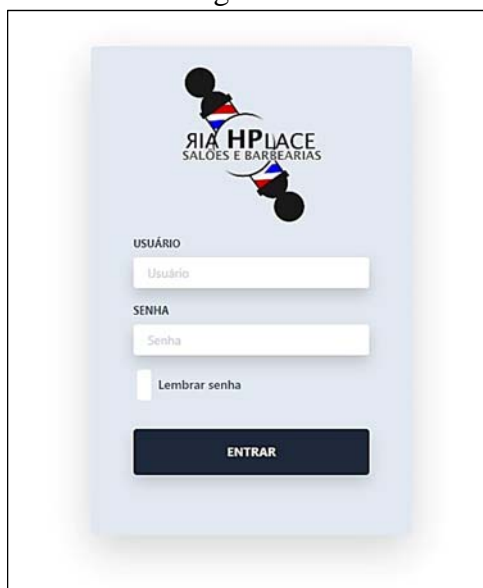 ЯIA HPLACE
SALÕES E BARBEARIAS
USUÁRIO
Usuário
SENHA
Senha
Lembrar senha
ENTRAR